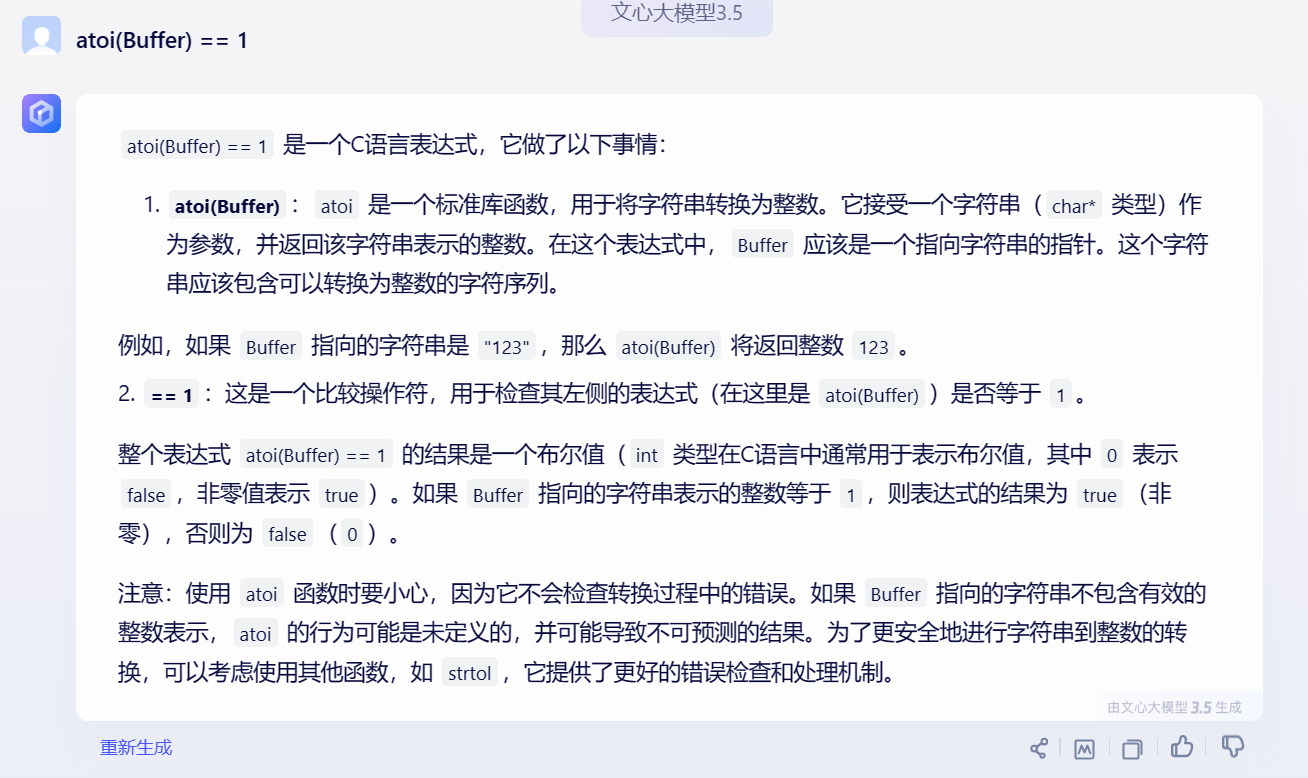 文心大模型3.5
atoi(Buffer) == 1
atoi(Buffer) == 1 是一个C语言表达式，它做了以下事情：
1. atoi(Buffer)： atoi 是一个标准库函数，用于将字符串转换为整数。它接受一个字符串（ char* 类型）作
为参数，并返回该字符串表示的整数。在这个表达式中， Buffer 应该是一个指向字符串的指针。这个字符
串应该包含可以转换为整数的字符序列。
例如，如果 Buffer 指向的字符串是 "123" ，那么 atoi(Buffer) 将返回整数 123 。
2. == 1 ：这是一个比较操作符，用于检查其左侧的表达式（在这里是 atoi(Buffer) ）是否等于 1 。
整个表达式 atoi(Buffer) == 1 的结果是一个布尔值（ int 类型在C语言中通常用于表示布尔值，其中 0 表示
false ，非零值表示 true ）。如果 Buffer 指向的字符串表示的整数等于 1 ，则表达式的结果为 true （非
零），否则为 false （ 0 ）。
注意：使用 atoi 函数时要小心，因为它不会检查转换过程中的错误。如果 Buffer 指向的字符串不包含有效的
整数表示， atoi 的行为可能是未定义的，并可能导致不可预测的结果。为了更安全地进行字符串到整数的转
换，可以考虑使用其他函数，如 strtol ，它提供了更好的错误检查和处理机制。
由文心大模型 3.5 生成
重新生成